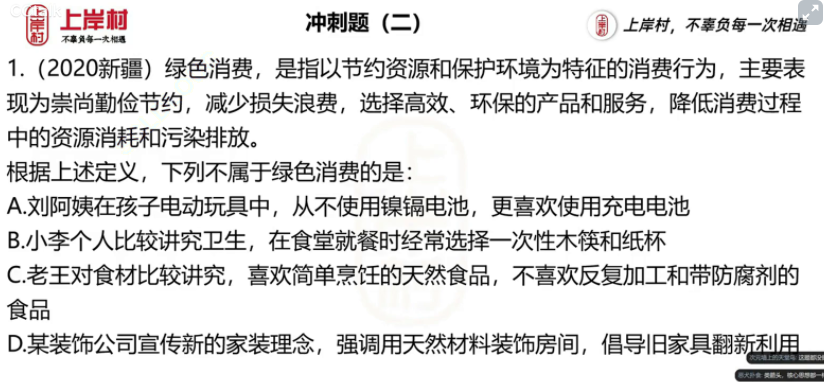 上岸村
不辜负每一次相遇
冲刺题（二）
上岸村，不辜负每一次相遇
1.（2020新疆）绿色消费，是指以节约资源和保护环境为特征的消费行为，主要表
现为崇尚勤俭节约，减少损失浪费，选择高效、环保的产品和服务，降低消费过程
中的资源消耗和污染排放。
根据上述定义，下列不属于绿色消费的是：
A.刘阿姨在孩子电动玩具中，从不使用镍镉电池，更喜欢使用充电电池
B.小李个人比较讲究卫生，在食堂就餐时经常选择一次性木筷和纸杯
C.老王对食材比较讲究，喜欢简单烹饪的天然食品，不喜欢反复加工和带防腐剂的
食品
D.某装饰公司宣传新的家装理念，强调用天然材料装饰房间，倡导旧家具翻新利用